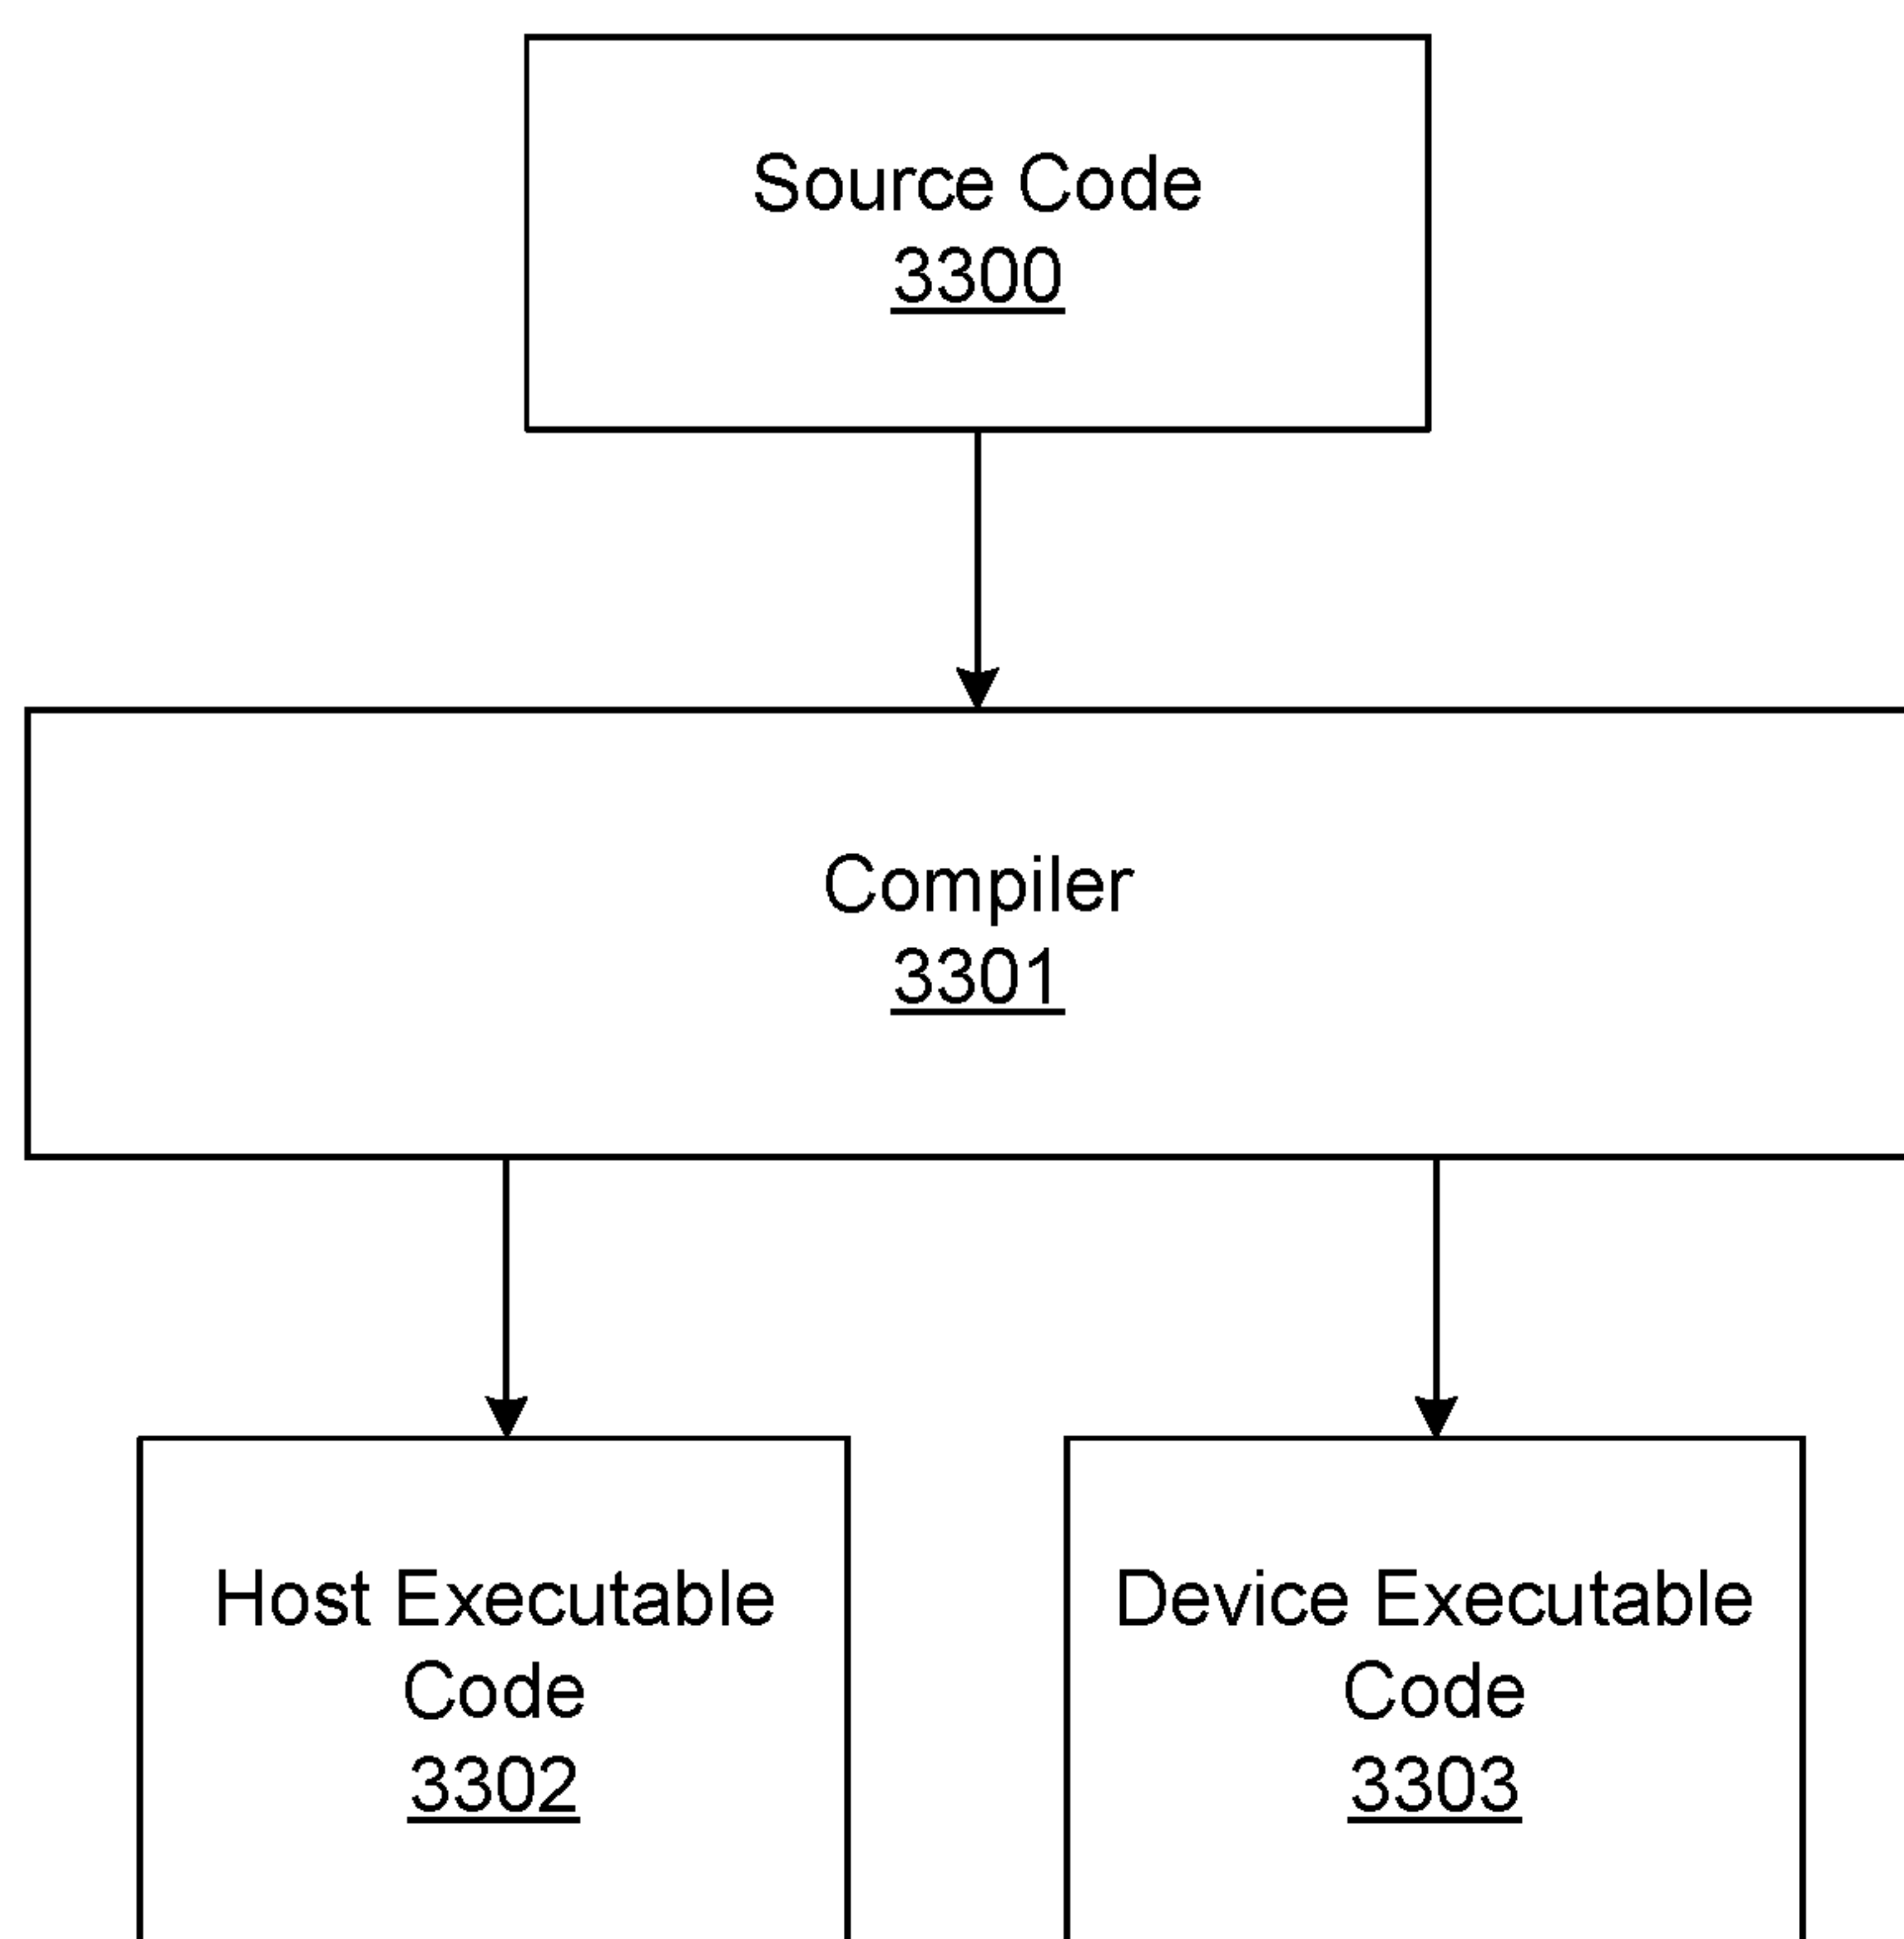 Source Code
3300
Compiler
3301
Host Executable
Code
3302
Device Executable
Code
3303